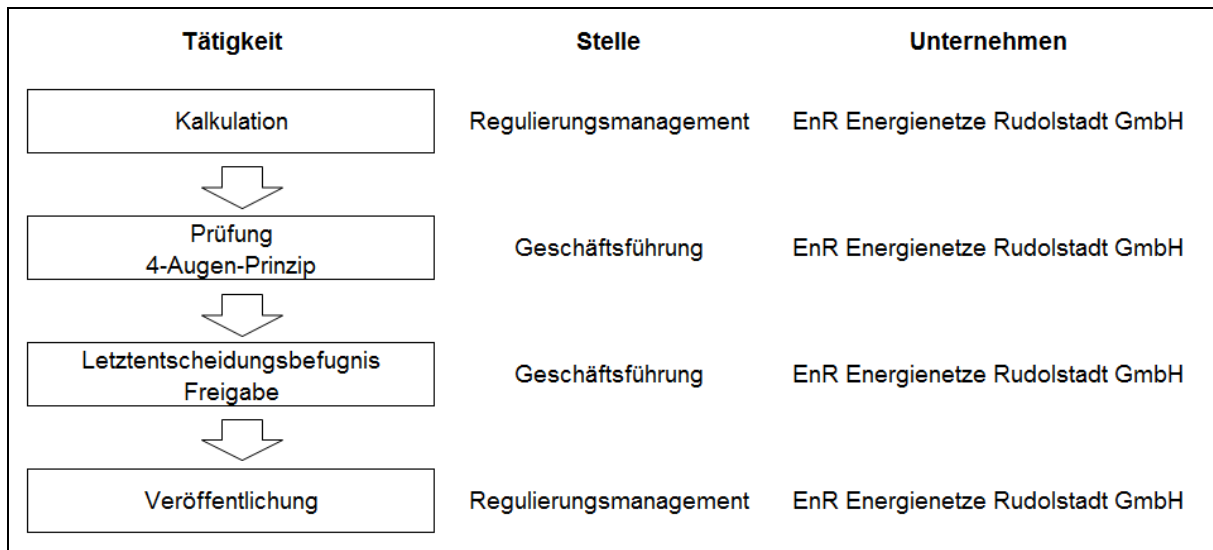 Tätigkeit Stelle Unternehmen
Kalkulation Regulierungsmanagement EnR Energienetze Rudolstadt GmbH
Prüfung
4-Augen-Prinzip Geschäftsführung EnR Energienetze Rudolstadt GmbH
Letztentscheidungsbefugnis
Freigabe Geschäftsführung EnR Energienetze Rudolstadt GmbH
Veröffentlichung Regulierungsmanagement EnR Energienetze Rudolstadt GmbH